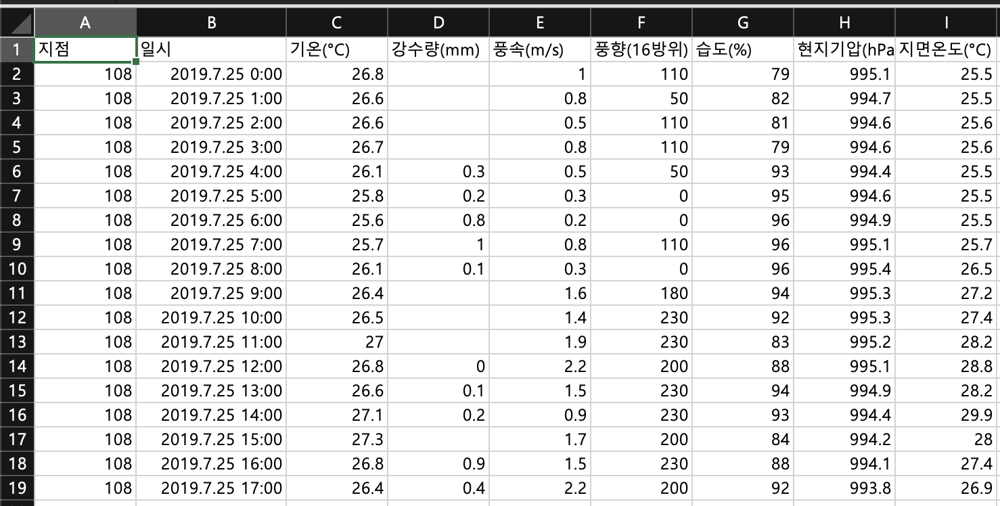 A B C D E F G H I
1 지점 일시 기온(°C) 강수량(mm) 풍속(m/s) 풍향(16방위) 습도(%) 현지기압(hPa 지면온도(°C)
2 108 2019.7.25 0:00 26.8 1 110 79 995.1 25.5
3 108 2019.7.25 1:00 26.6 0.8 50 82 994.7 25.5
4 108 2019.7.25 2:00 26.6 0.5 110 81 994.6 25.6
5 108 2019.7.25 3:00 26.7 0.8 110 79 994.6 25.6
6 108 2019.7.25 4:00 26.1 0.3 0.5 50 93 994.4 25.5
7 108 2019.7.25 5:00 25.8 0.2 0.3 0 95 994.6 25.5
8 108 2019.7.25 6:00 25.6 0.8 0.2 0 96 994.9 25.5
9 108 2019.7.25 7:00 25.7 1 0.8 110 96 995.1 25.7
10 108 2019.7.25 8:00 26.1 0.1 0.3 0 96 995.4 26.5
11 108 2019.7.25 9:00 26.4 1.6 180 94 995.3 27.2
12 108 2019.7.25 10:00 26.5 1.4 230 92 995.3 27.4
13 108 2019.7.25 11:00 27 1.9 230 83 995.2 28.2
14 108 2019.7.25 12:00 26.8 0 2.2 200 88 995.1 28.8
15 108 2019.7.25 13:00 26.6 0.1 1.5 230 94 994.9 28.2
16 108 2019.7.25 14:00 27.1 0.2 0.9 230 93 994.4 29.9
17 108 2019.7.25 15:00 27.3 1.7 200 84 994.2 28
18 108 2019.7.25 16:00 26.8 0.9 1.5 230 88 994.1 27.4
19 108 2019.7.25 17:00 26.4 0.4 2.2 200 92 993.8 26.9